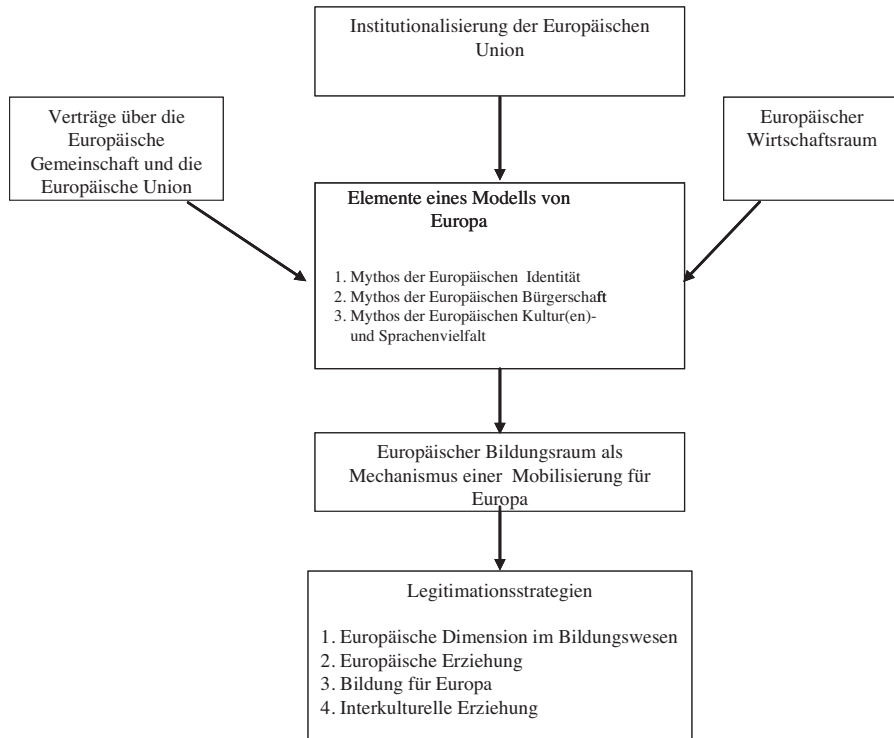 Institutionalisierung der Europäischen
Union
Verträge über die
Europäische
Gemeinschaft und die
Europäische Union
Europäischer
Wirtschaftsraum
Elemente eines Modells von
Europa
1. Mythos der Europäischen Identität
2. Mythos der Europäischen Bürgerschaft
3. Mythos der Europäischen Kultur(en)-
und Sprachenvielfalt
Europäischer Bildungsraum als
Mechanismus einer Mobilisierung für
Europa
Legitimationsstrategien
1. Europäische Dimension im Bildungswesen
2. Europäische Erziehung
3. Bildung für Europa
4. Interkulturelle Erziehung